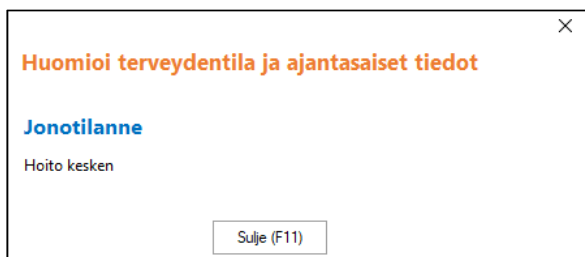 Huomioi terveydentila ja ajantasaiset tiedot
Jonotilanne
Hoito kesken
Sulje (F11)